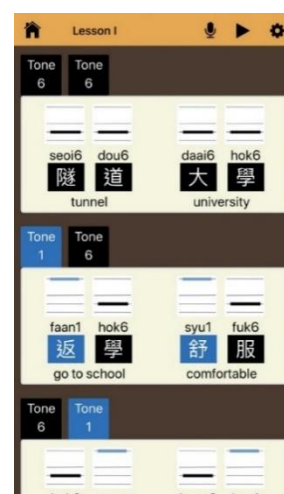 Lesson I
Tone Tone
6 6
seoi6 dou6 daai6 hok6
隧 道 大 學
tunnel university
Tone Tone
1 6
faan1 hok6 syu1 fuk6
返 學 舒 服
go to school comfortable
Tone Tone
6 1